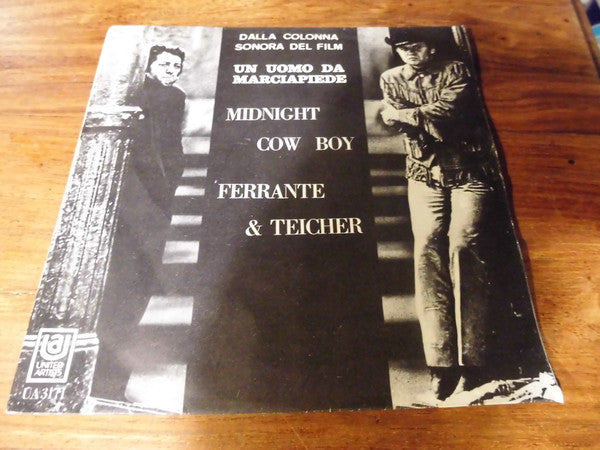 DALLA COLONNA
SONORA DEL FILM
UN UOMO DA
MARCIAPIEDE
MIDNIGHT
COW BOY
FERRANTE
& TEICHER
UA
UNITED
ARTISTS
UA 3171